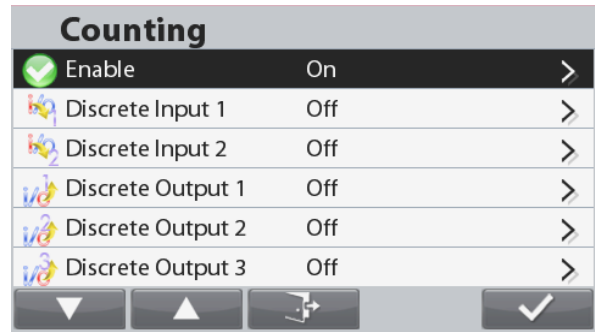 Counting
Enable On
Discrete Input 1 Off
Discrete Input 2 Off
Discrete Output 1 Off
Discrete Output 2 Off
Discrete Output 3 Off